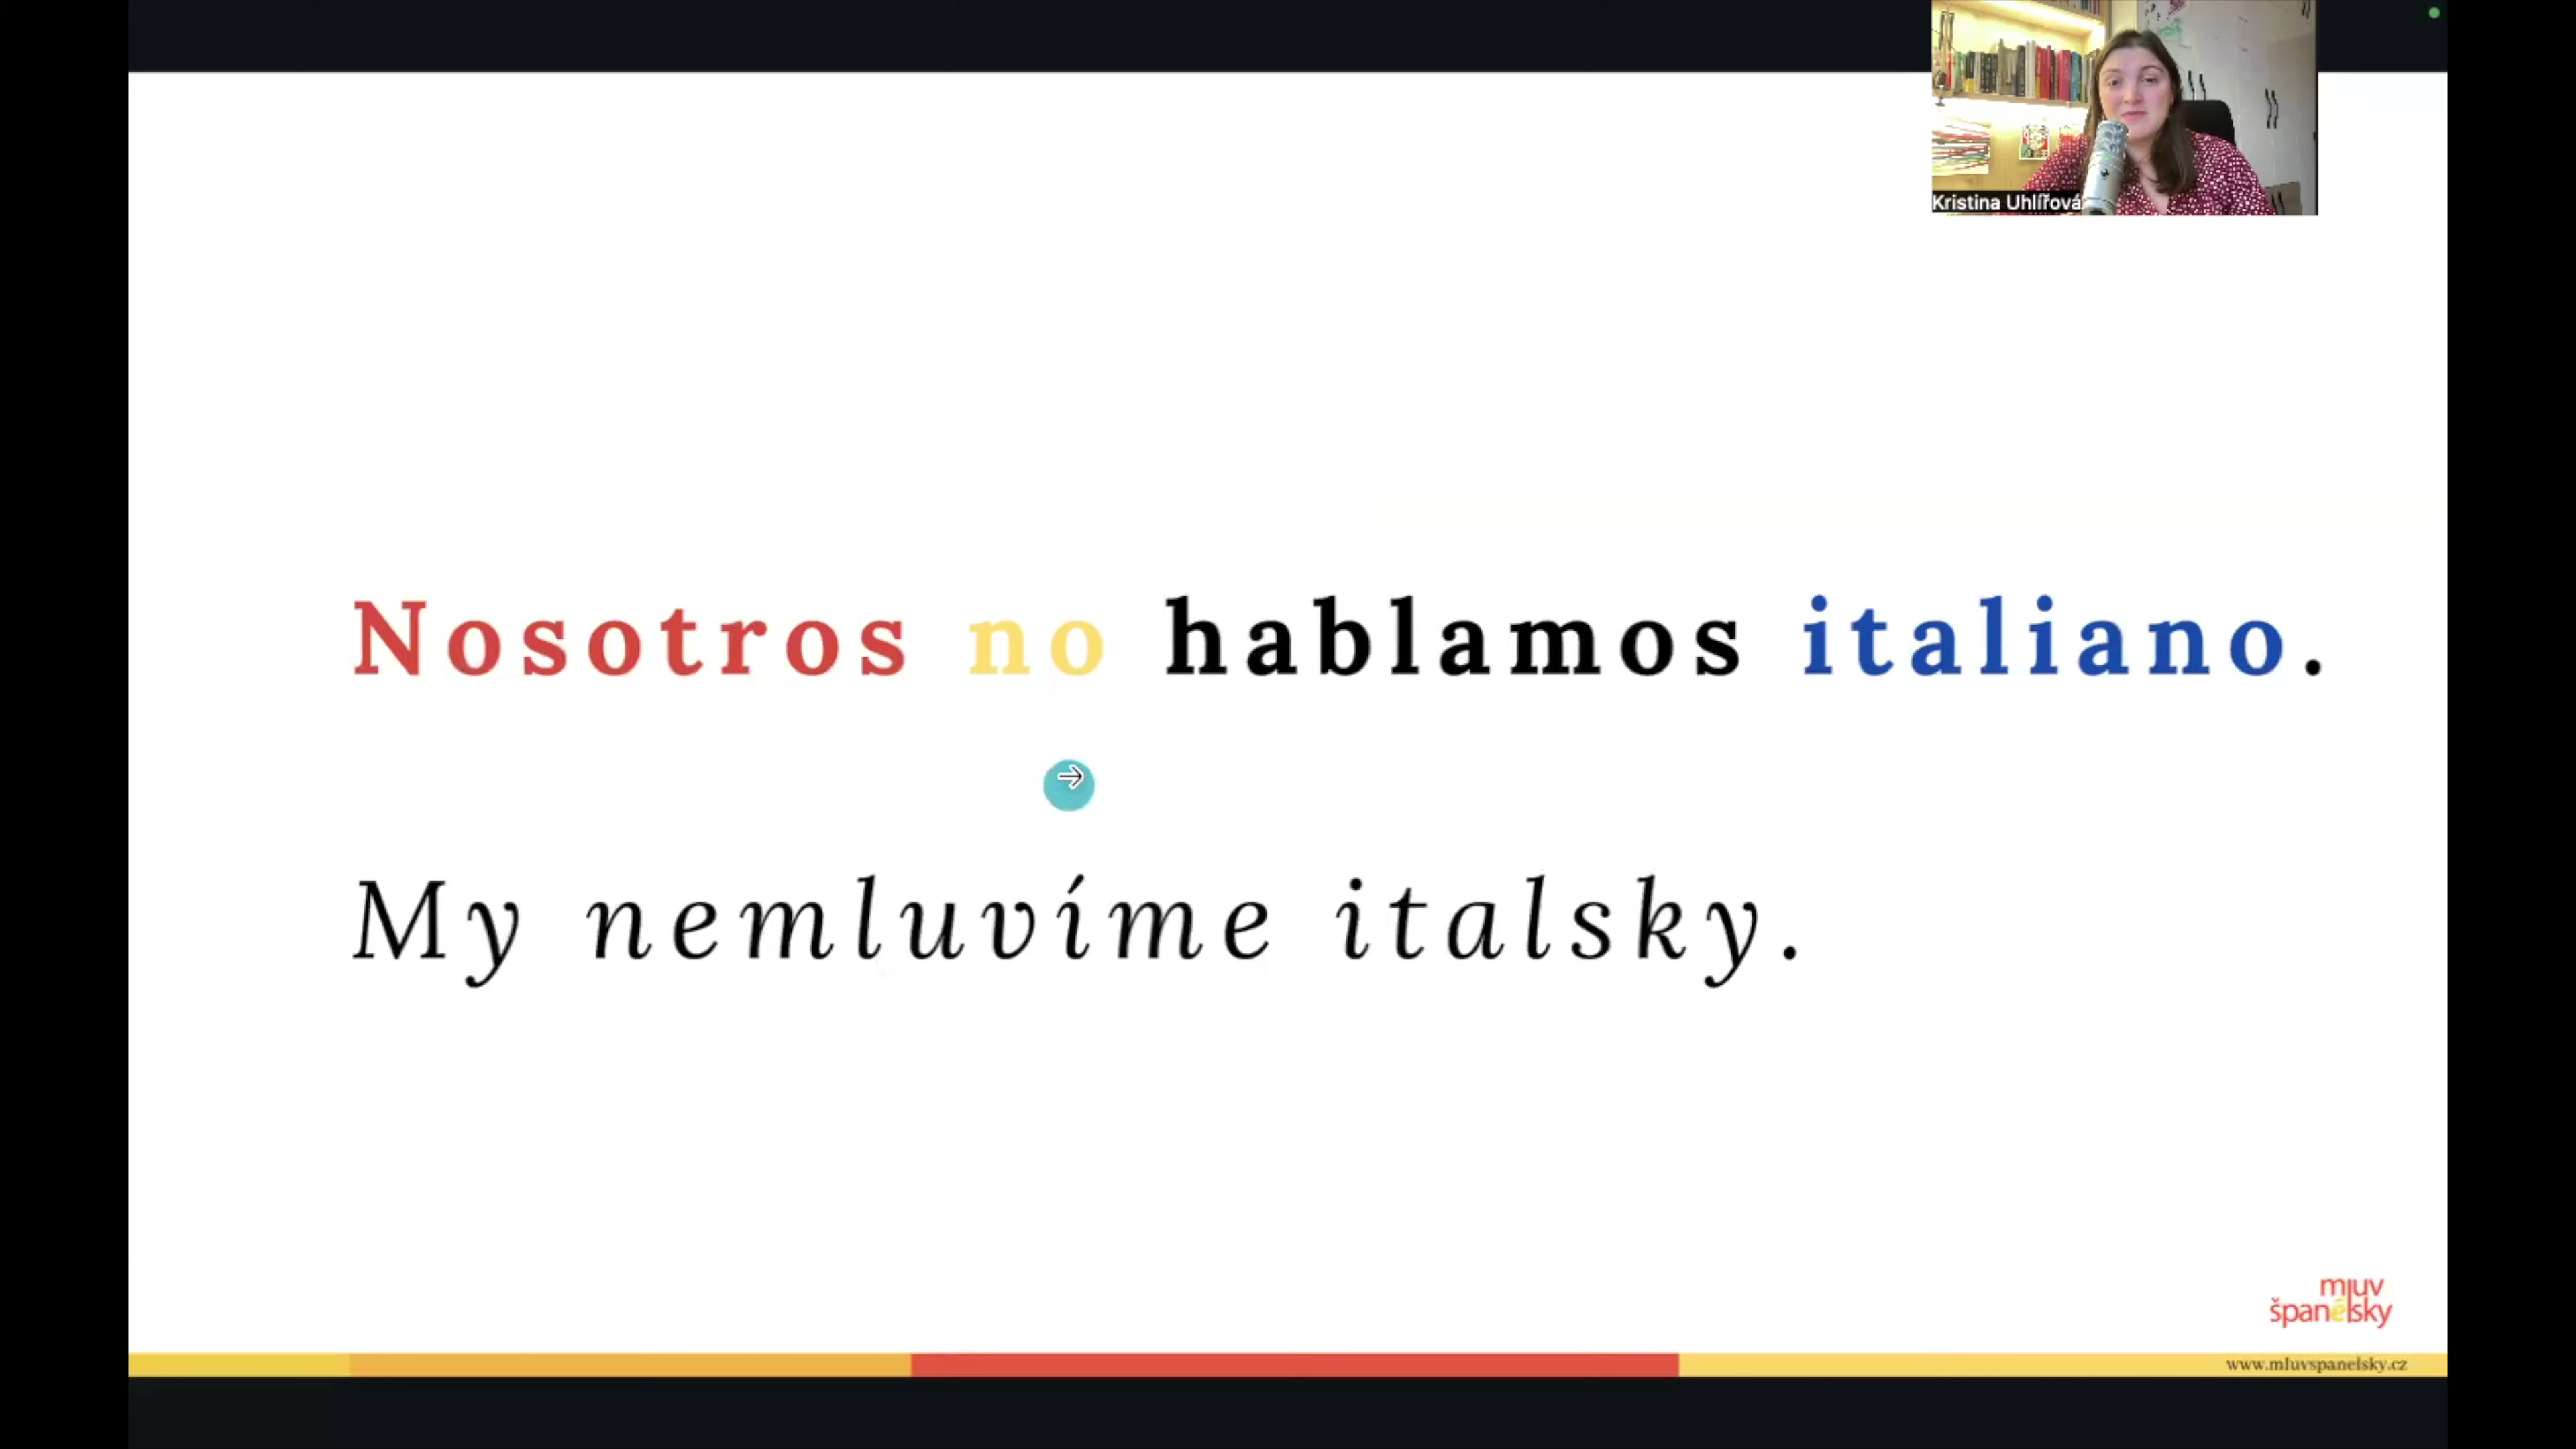 Kristina Uhlířová
Nosotros no hablamos italiano.
My nemluvíme italsky.
mluv
španělsky
www.mluvspanelsky.cz